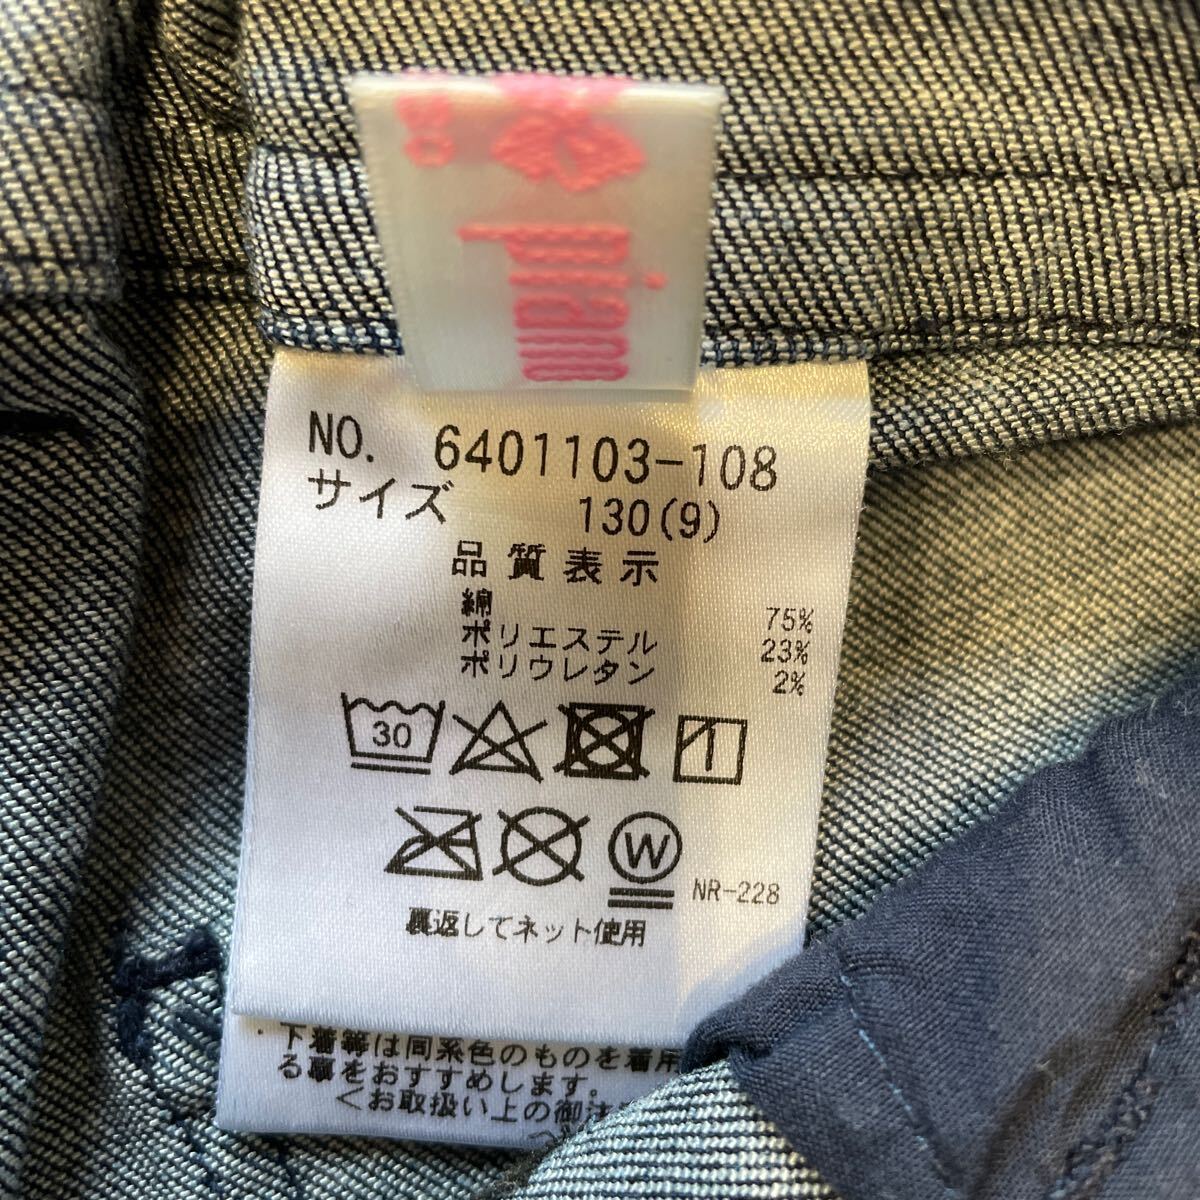 NO. 6401103-108
サイズ 130(9)
品質表示
綿 75%
ポリエステル 23%
ポリウレタン 2%
30
1
W
NR-228
裏返してネット使用
・下着等は同系色のものを着用
る事をおすすめします。
＜お取扱い上の御注